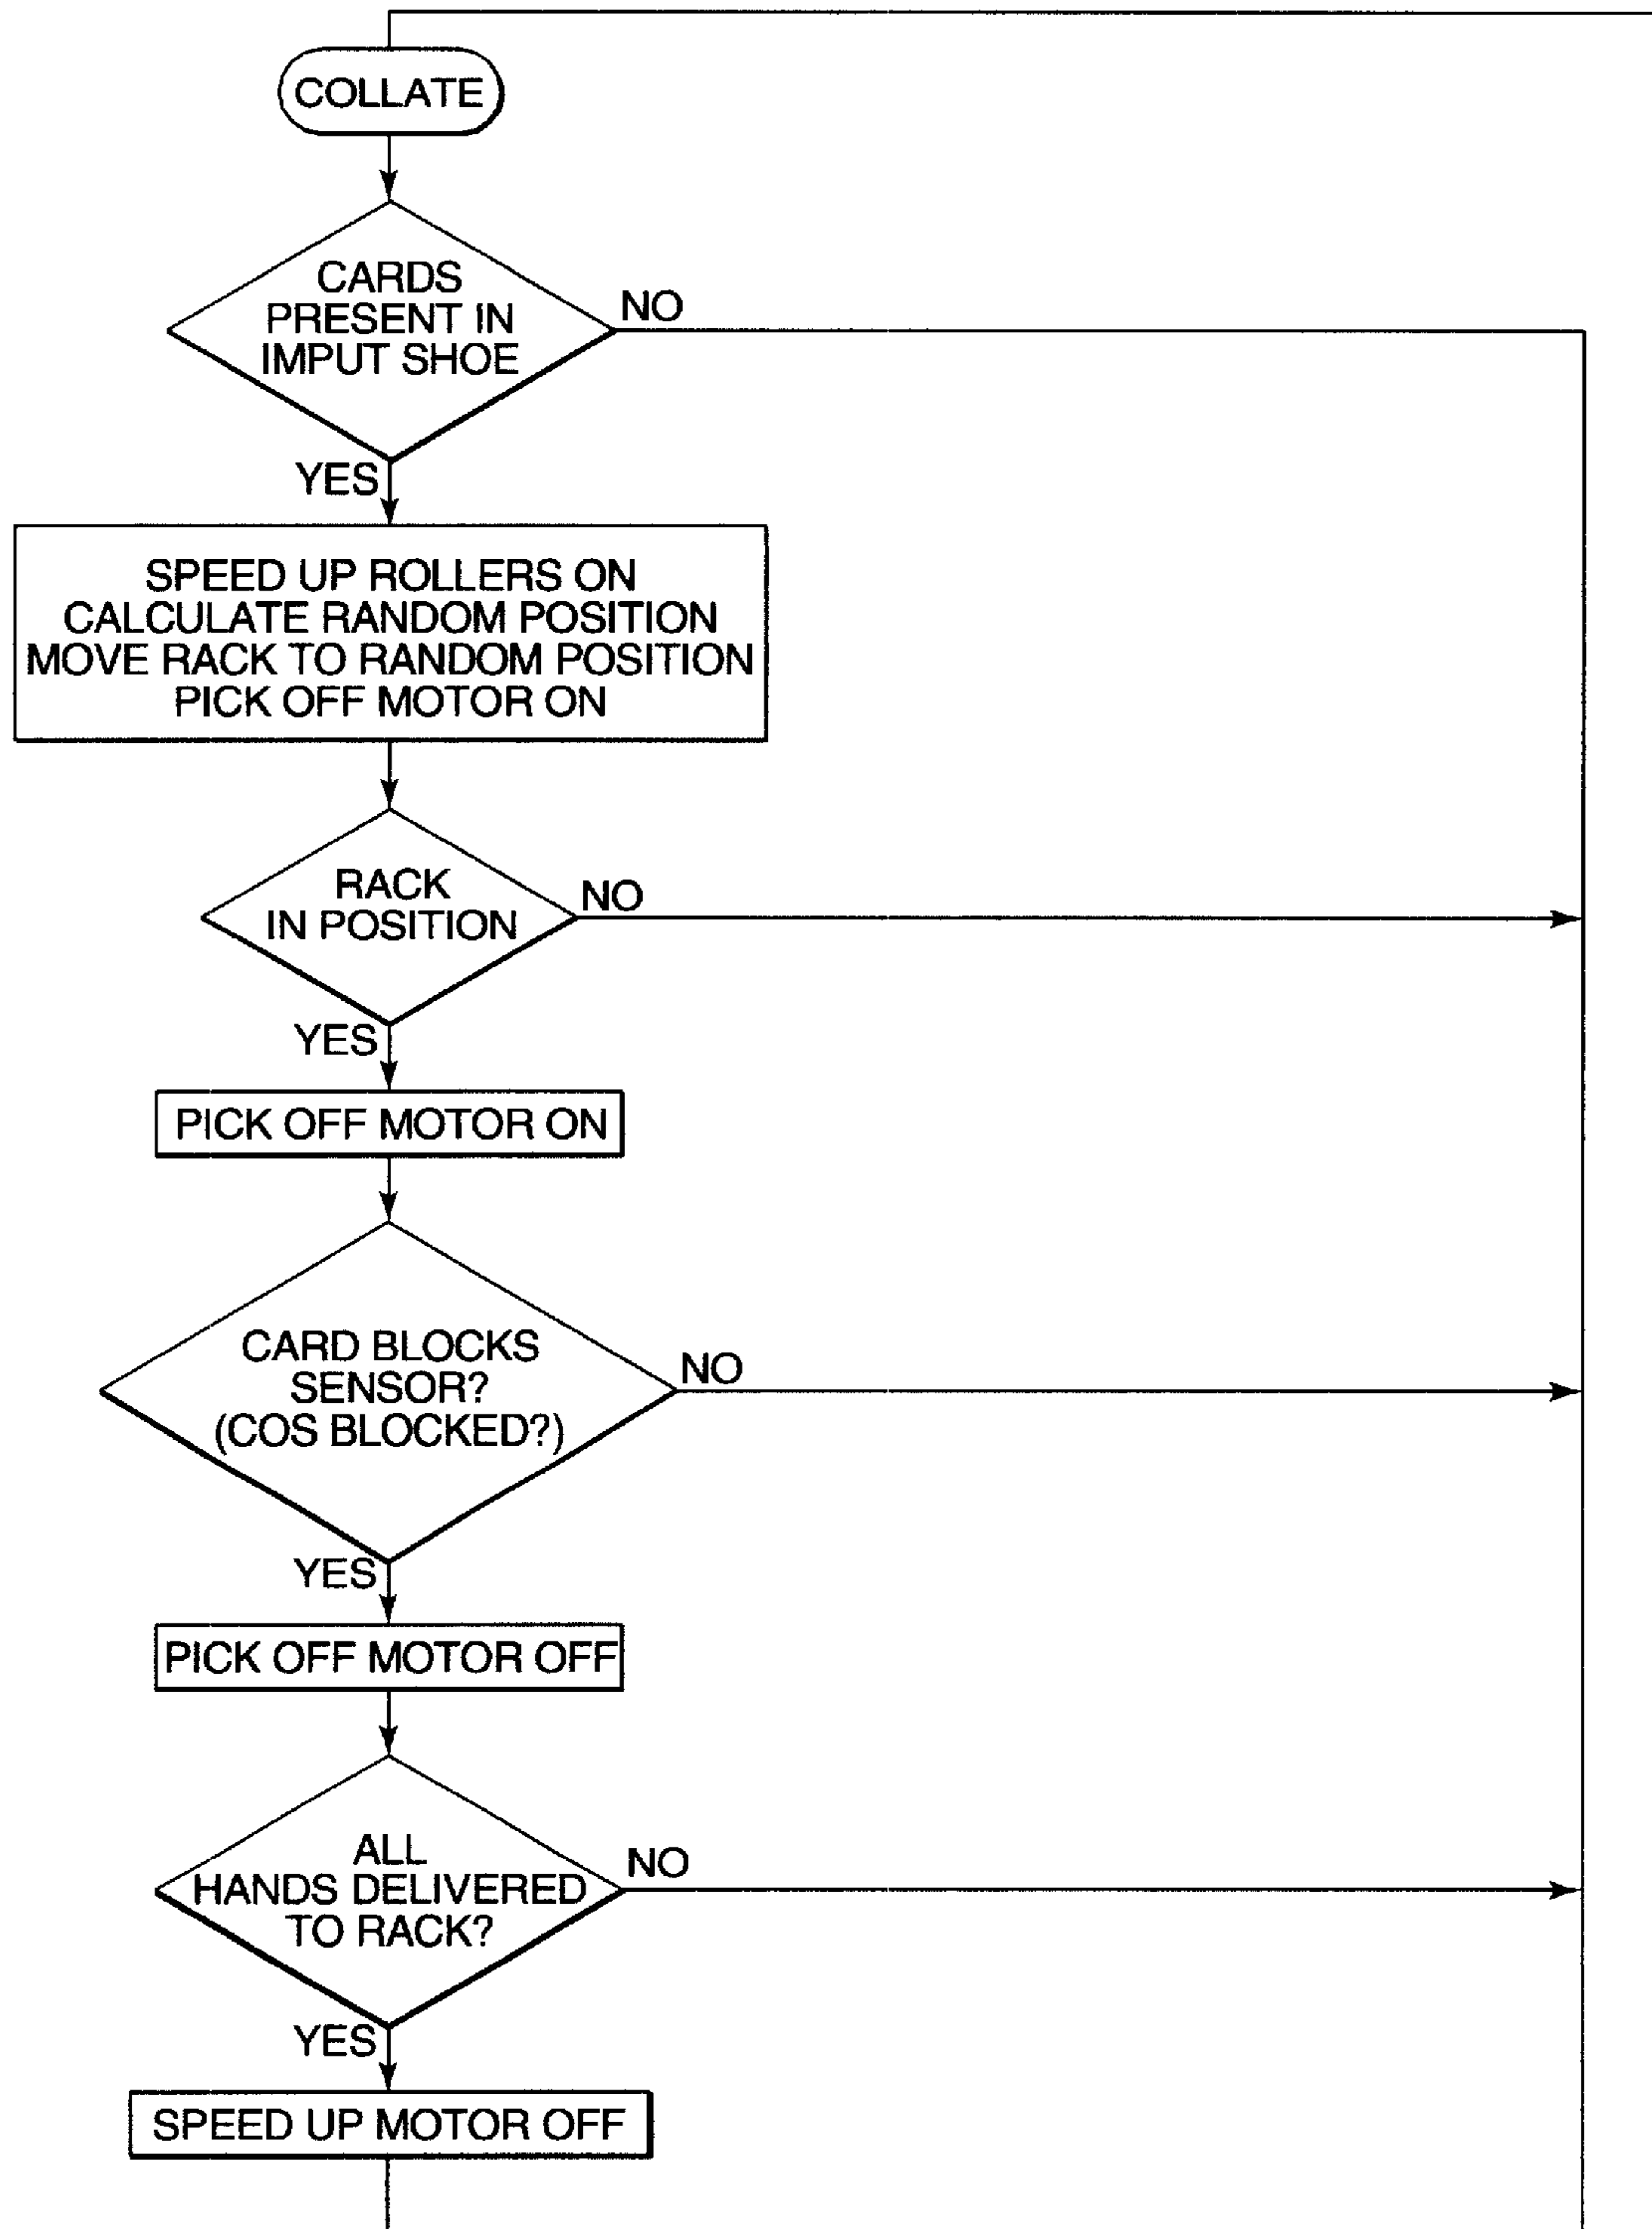 COLLATE
CARDS
PRESENT IN
IMPUT SHOE
NO
YES
SPEED UP ROLLERS ON
CALCULATE RANDOM POSITION
MOVE RACK TO RANDOM POSITION
PICK OFF MOTOR ON
RACK
IN POSITION
NO
YES
PICK OFF MOTOR ON
CARD BLOCKS
SENSOR?
(COS BLOCKED?)
NO
YES
PICK OFF MOTOR OFF
ALL
HANDS DELIVERED
TO RACK?
NO
YES
SPEED UP MOTOR OFF